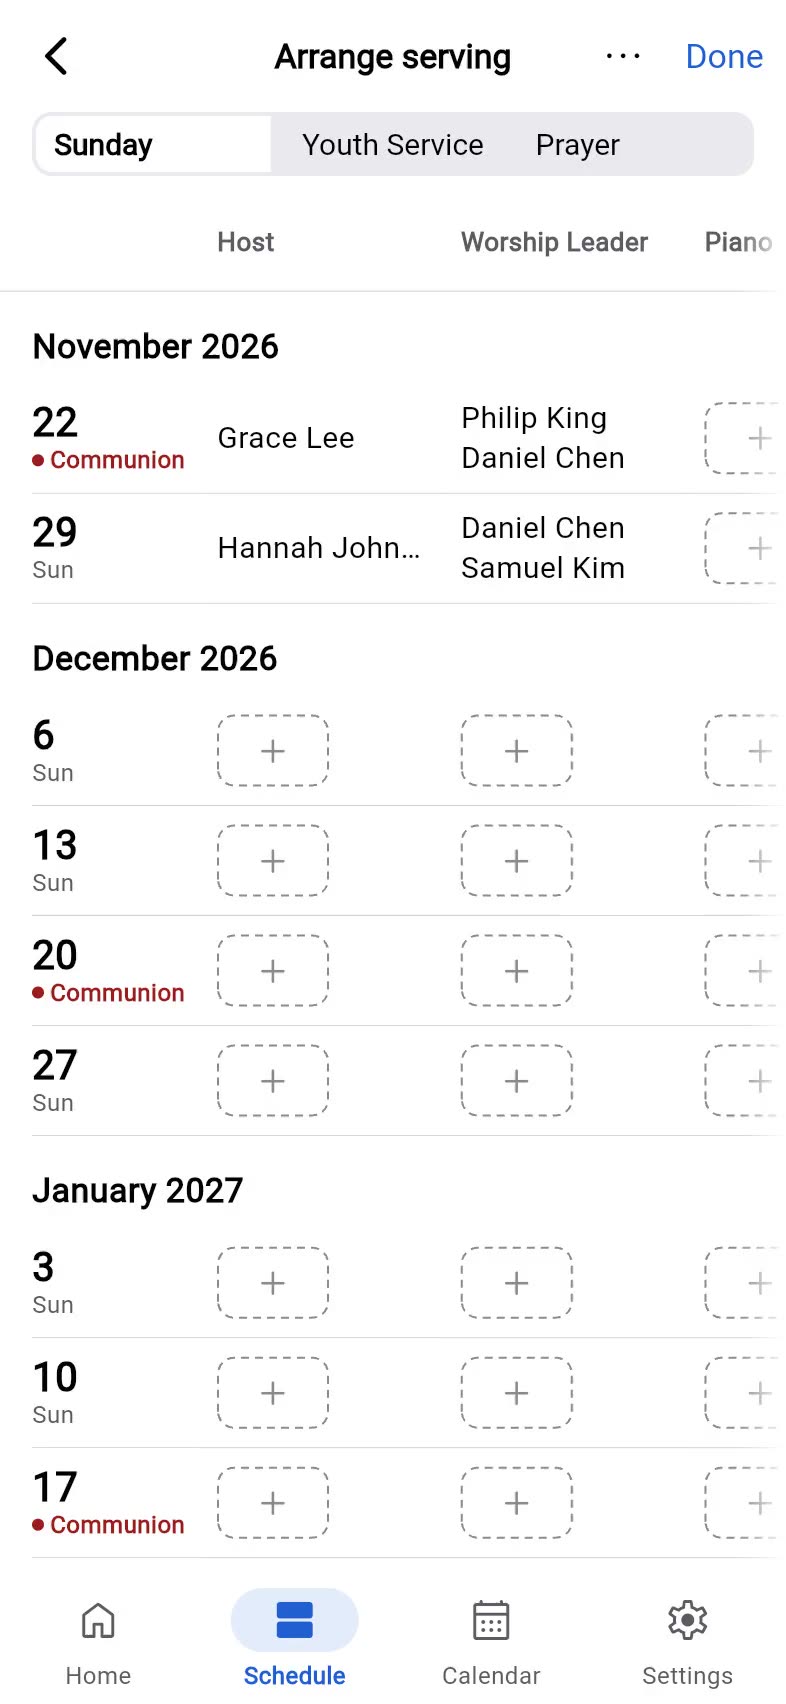 Arrange serving
Done
Sunday
Youth Service
Prayer
Host
Worship Leader
Piano
November 2026
22
Communion
Grace Lee
Philip King
Daniel Chen
29
Sun
Hannah John...
Daniel Chen
Samuel Kim
December 2026
6
Sun
13
Sun
20
Communion
27
Sun
January 2027
3
Sun
10
Sun
17
Communion
Home
Schedule
Calendar
Settings